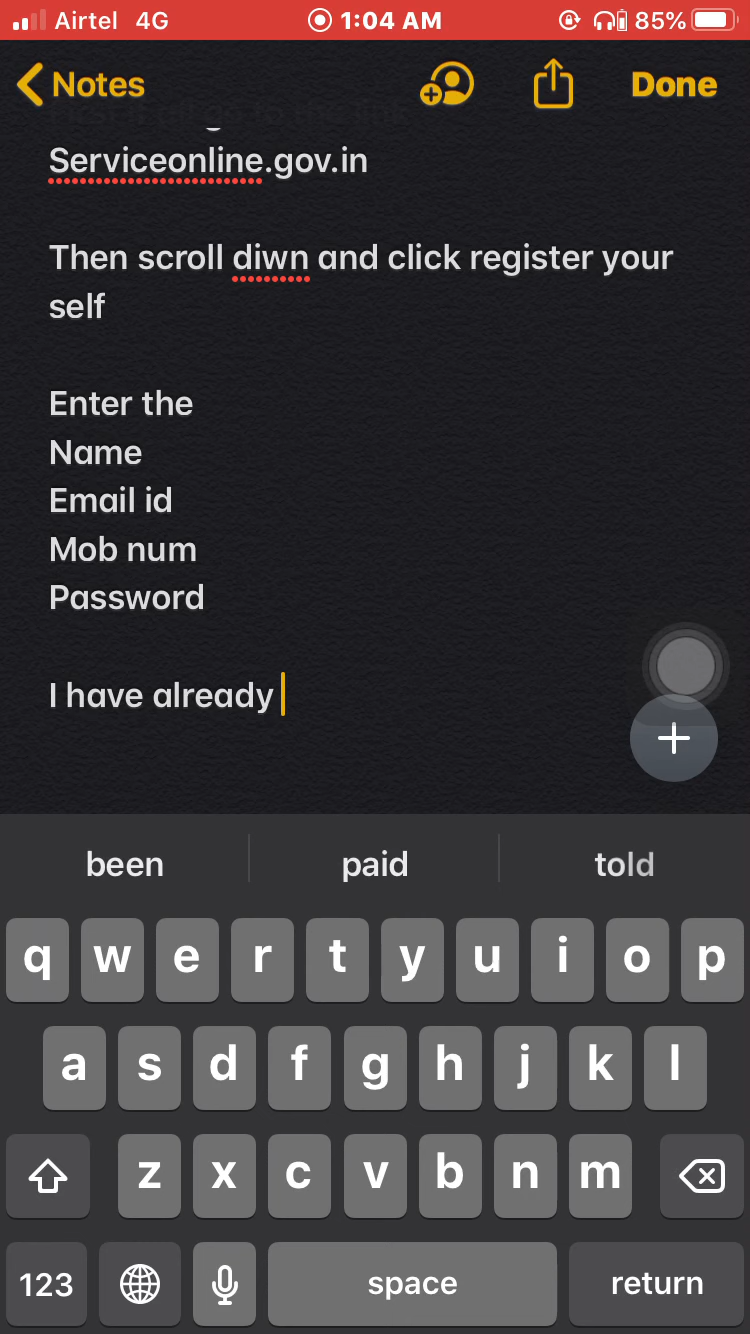 Airtel 4G 1:04 AM 85%
Notes Done
Serviceonline.gov.in
Then scroll diwn and click register your
self
Enter the
Name
Email id
Mob num
Password
I have already
been paid told
q w e r t y u i o p
a s d f g h j k l
z x c v b n m
123 space return